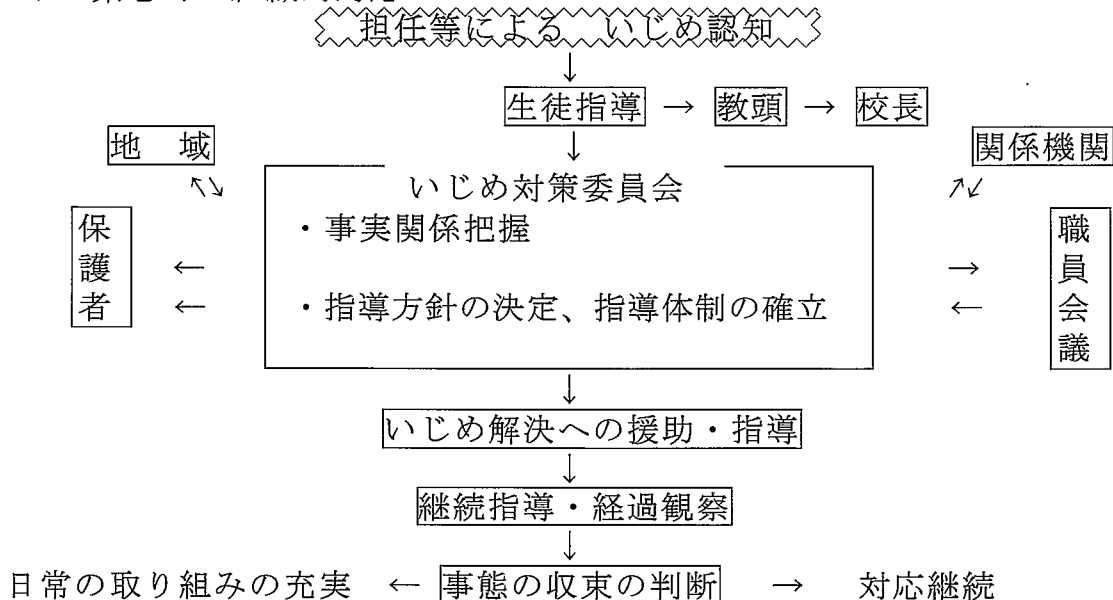 担任等による いじめ認知
↓
生徒指導 → 教頭 → 校長
↓
地 域
関係機関
いじめ対策委員会
・事実関係把握
・指導方針の決定、指導体制の確立
保護者
← →
← ←
職員会議
↓
いじめ解決への援助・指導
↓
継続指導・経過観察
↓
日常の取り組みの充実 ← 事態の収束の判断 → 対応継続